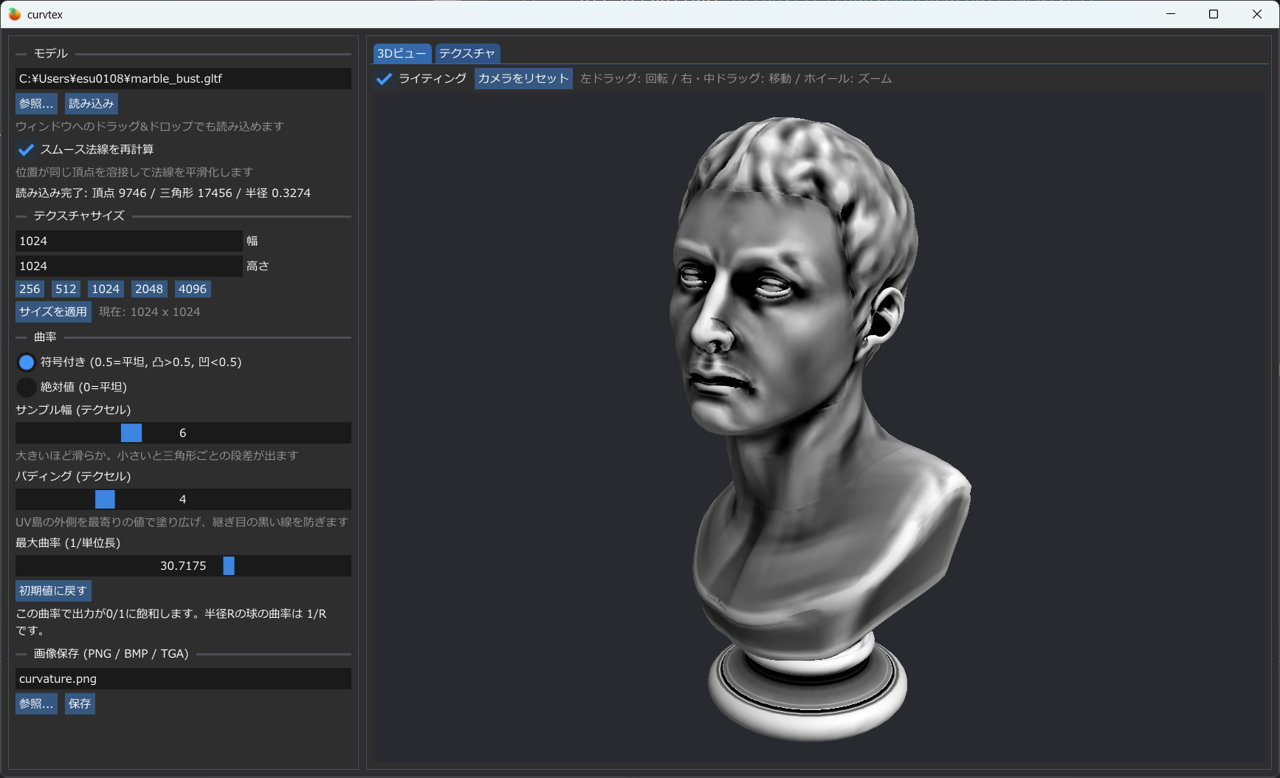 curvtex
モデル
C:¥Users¥esu0108¥marble_bust.gltf
参照... 読み込み
ウィンドウへのドラッグ&ドロップでも読み込めます
スムース法線を再計算
位置が同じ頂点を溶接して法線を平滑化します
読み込み完了: 頂点 9746 / 三角形 17456 / 半径 0.3274
テクスチャサイズ
1024 幅
1024 高さ
256 512 1024 2048 4096
サイズを適用 現在: 1024 x 1024
曲率
符号付き (0.5=平坦, 凸>0.5, 凹<0.5)
絶対値 (0=平坦)
サンプル幅 (テクセル)
6
大きいほど滑らか。小さいと三角形ごとの段差が出ます
パディング (テクセル)
4
UV島の外側を最寄りの値で塗り広げ、継ぎ目の黒い線を防ぎます
最大曲率 (1/単位長)
30.7175
初期値に戻す
この曲率で出力が0/1に飽和します。半径Rの球の曲率は 1/R
です。
画像保存 (PNG / BMP / TGA)
curvature.png
参照... 保存
3Dビュー テクスチャ
ライティング カメラをリセット 左ドラッグ: 回転 / 右・中ドラッグ: 移動 / ホイール: ズーム